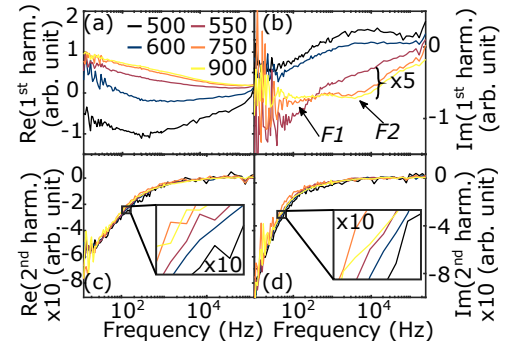 (a)
500
550
600
750
900
2
1
0
-1
Re(1st harm.)
(arb. unit)
(b)
x5
F1
F2
0
-1
Im(1st harm.)
(arb. unit)
0
-2
-4
-6
-8
Re(2nd harm.)
x10 (arb. unit)
(c)
x10
10² 10⁴
Frequency (Hz)
(d)
x10
0
-4
-8
Im(2nd harm.)
x10 (arb. unit)
10² 10⁴
Frequency (Hz)